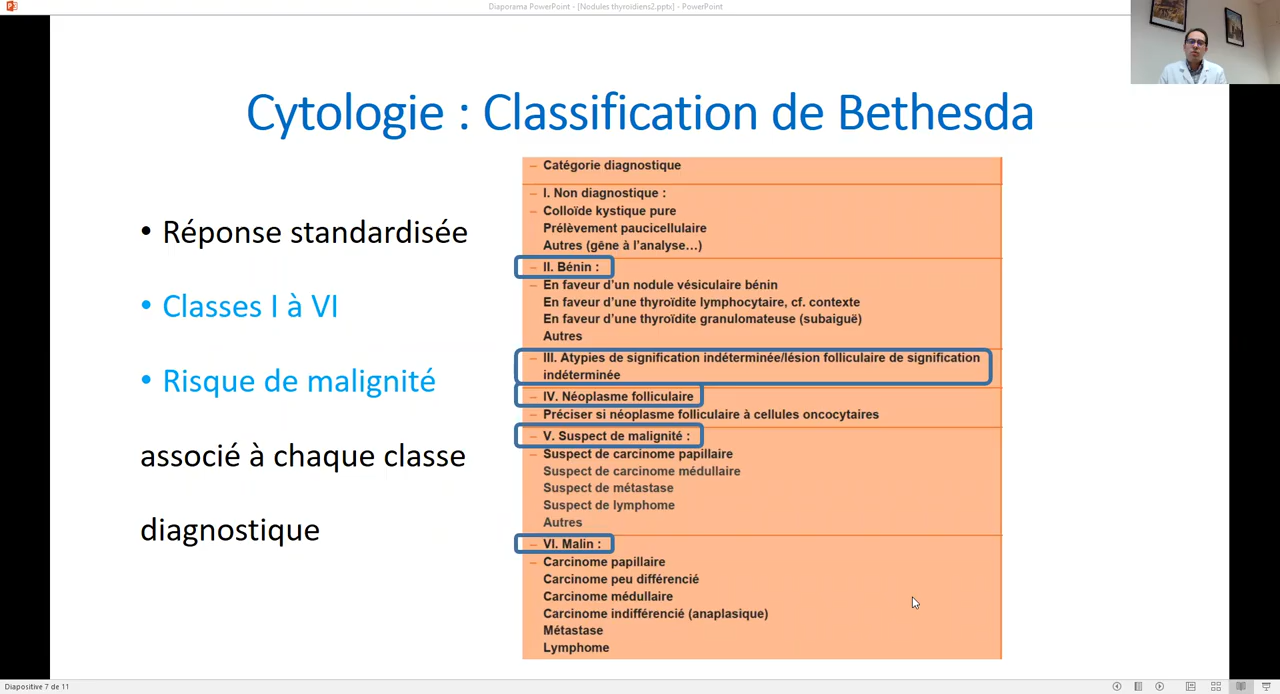 Diaporama PowerPoint - [Nodules thyroidiens2.pptx] - PowerPoint
Cytologie : Classification de Bethesda
• Réponse standardisée
• Classes I à VI
• Risque de malignité
associé à chaque classe
diagnostique
– Catégorie diagnostique
– I. Non diagnostique :
– Colloïde kystique pure
Prélèvement paucicellulaire
Autres (gêne à l'analyse…)
– II. Bénin :
– En faveur d'un nodule vésiculaire bénin
En faveur d'une thyroïdite lymphocytaire, cf. contexte
En faveur d'une thyroïdite granulomateuse (subaiguë)
Autres
– III. Atypies de signification indéterminée/lésion folliculaire de signification
indéterminée
– IV. Néoplasme folliculaire
– Préciser si néoplasme folliculaire à cellules oncocytaires
– V. Suspect de malignité :
– Suspect de carcinome papillaire
Suspect de carcinome médullaire
Suspect de métastase
Suspect de lymphome
Autres
– VI. Malin :
– Carcinome papillaire
Carcinome peu différencié
Carcinome médullaire
Carcinome indifférencié (anaplasique)
Métastase
Lymphome
Diapositive 7 de 11